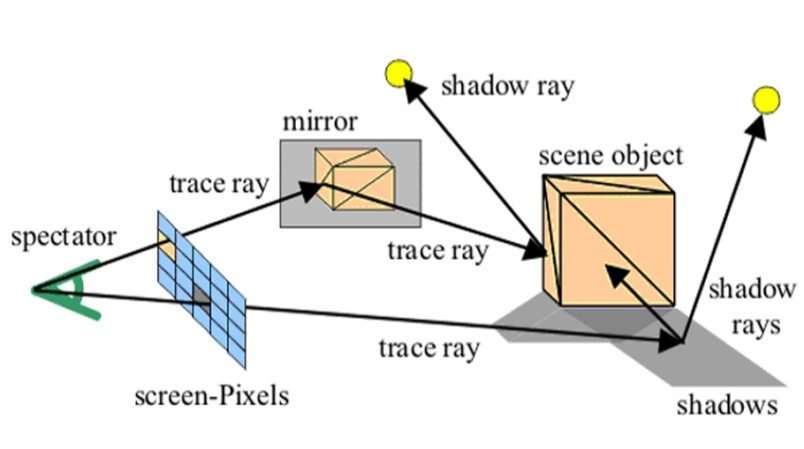 shadow ray
mirror
scene object
trace ray
spectator
trace ray
shadow
rays
trace ray
screen-Pixels
shadows